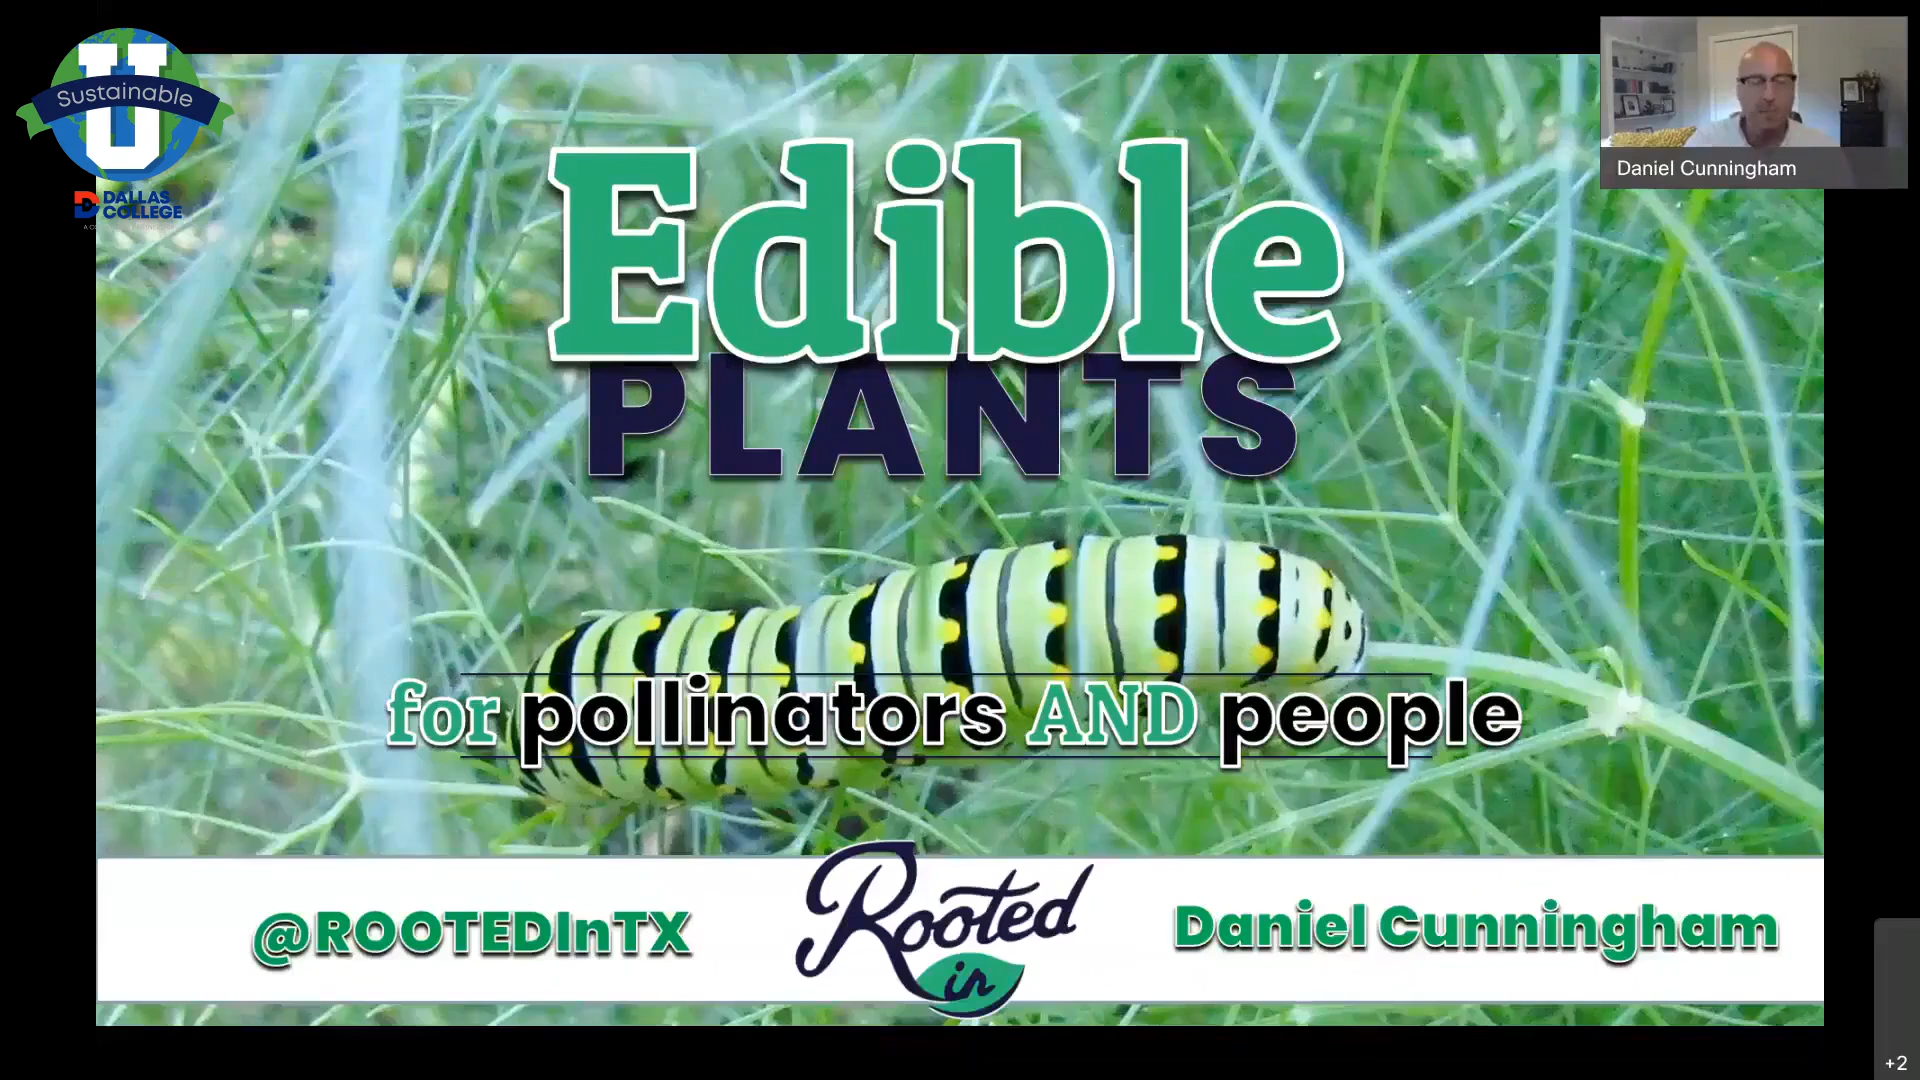 Sustainable
U
DALLAS
COLLEGE
Daniel Cunningham
Edible
PLANTS
for pollinators AND people
@ROOTEDInTX
Rooted
in
Daniel Cunningham
+2